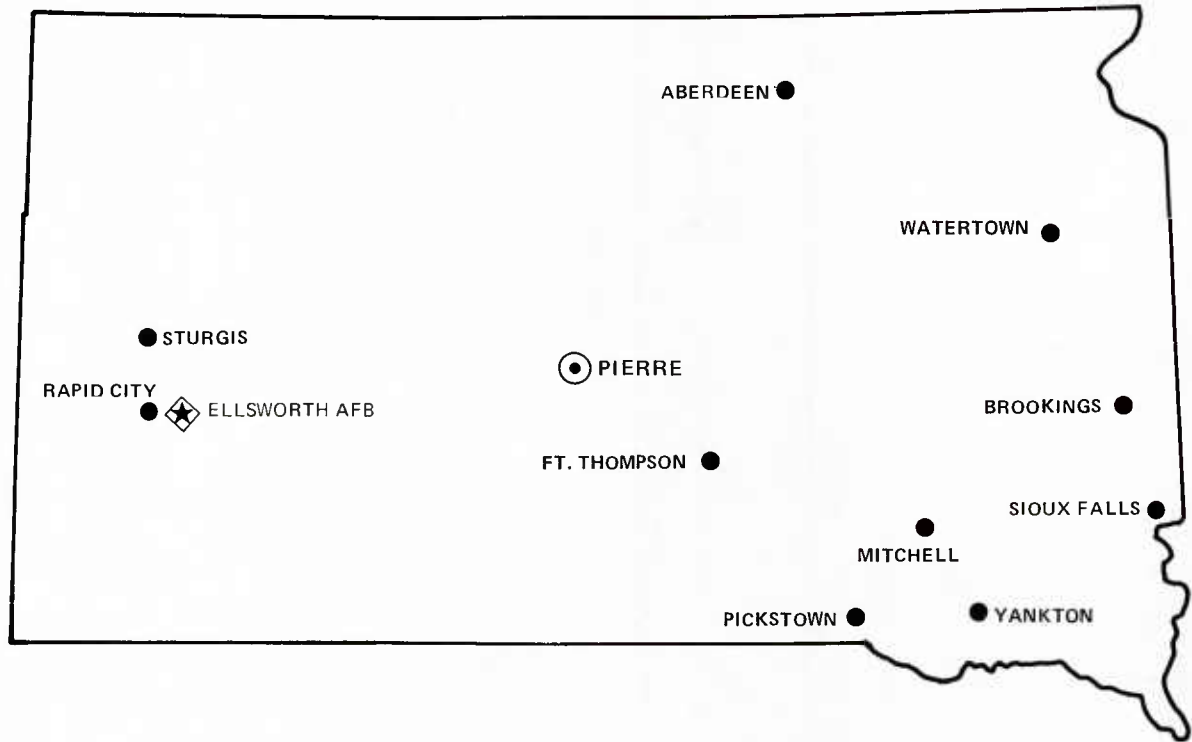 ABERDEEN
WATERTOWN
STURGIS
PIERRE
RAPID CITY
ELLSWORTH AFB
BROOKINGS
FT. THOMPSON
SIOUX FALLS
MITCHELL
PICKSTOWN
YANKTON